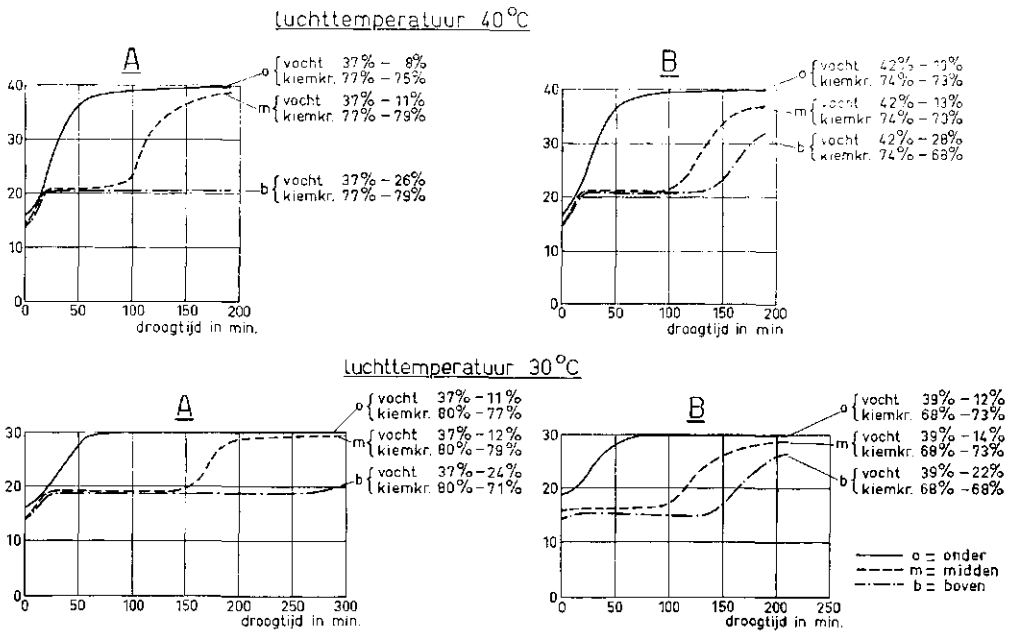 luchttemperatuur 40°C
A
o { vocht 37% - 8%
kiemkr. 77% - 75%
m { vocht 37% - 11%
kiemkr. 77% - 79%
b { vocht 37% - 26%
kiemkr. 77% - 79%
40
30
20
10
0
0 50 100 150 200
droogtijd in min.
B
o { vocht 42% - 13%
kiemkr. 74% - 73%
m { vocht 42% - 13%
kiemkr. 74% - 73%
b { vocht 42% - 28%
kiemkr. 74% - 68%
40
30
20
10
0
0 50 100 150 200
droogtijd in min.
luchttemperatuur 30°C
A
o { vocht 37% - 11%
kiemkr. 80% - 77%
m { vocht 37% - 12%
kiemkr. 80% - 79%
b { vocht 37% - 24%
kiemkr. 80% - 71%
30
20
10
0
0 50 100 150 200 250 300
droogtijd in min.
B
o { vocht 39% - 12%
kiemkr. 68% - 73%
m { vocht 39% - 14%
kiemkr. 68% - 73%
b { vocht 39% - 22%
kiemkr. 68% - 68%
30
20
10
0
0 50 100 150 200 250
droogtijd in min.
o = onder
m = midden
b = boven